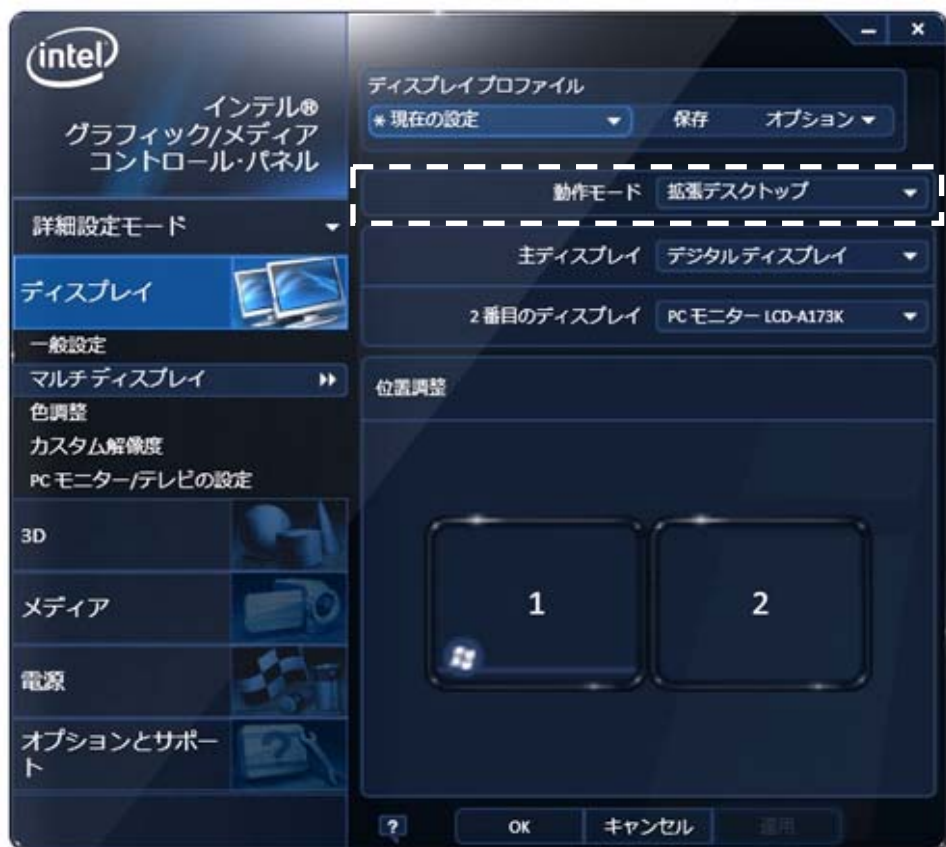 intel
インテル®
グラフィック/メディア
コントロール・パネル
詳細設定モード
ディスプレイ
一般設定
マルチ ディスプレイ
色調整
カスタム解像度
PC モニター/テレビの設定
3D
メディア
電源
オプションとサポー
ト
ディスプレイ プロファイル
* 現在の設定
保存
オプション
動作モード 拡張デスクトップ
主ディスプレイ デジタル ディスプレイ
2 番目のディスプレイ PC モニター LCD-A173K
位置調整
1
2
?
OK
キャンセル
適用